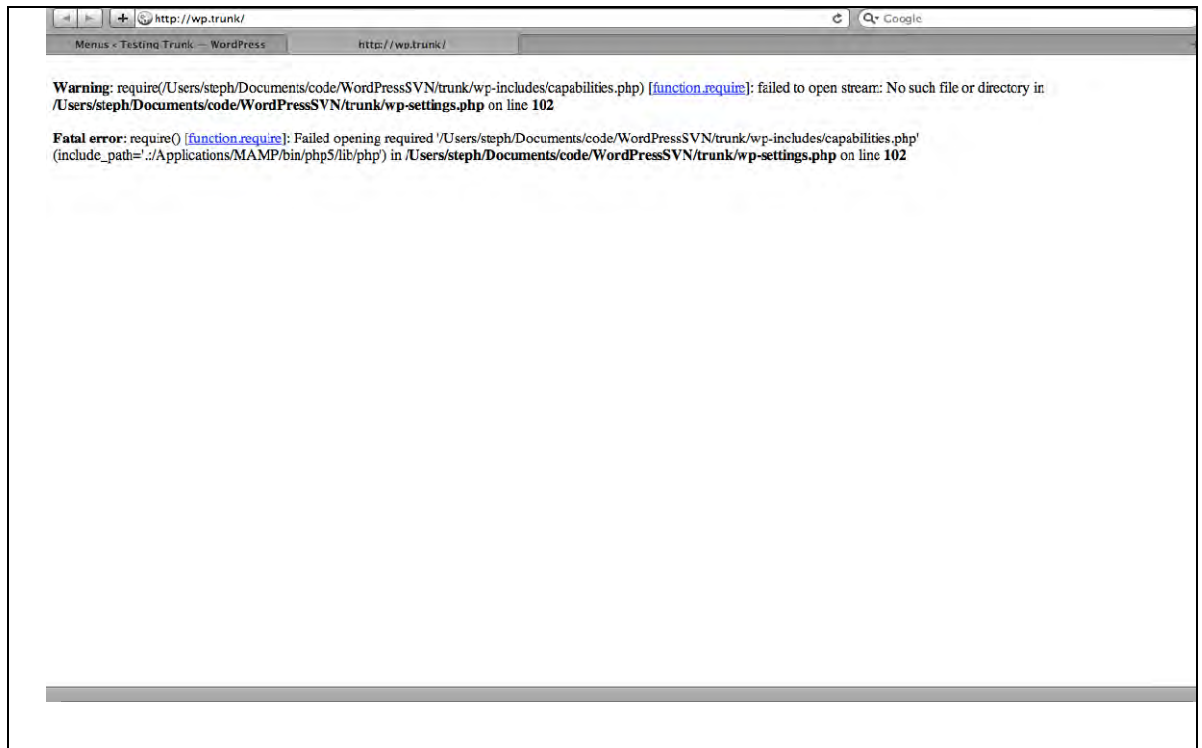 http://wp.trunk/
Google
Menus < Testing Trunk — WordPress
http://wp.trunk/
Warning: require(/Users/steph/Documents/code/WordPressSVN/trunk/wp-includes/capabilities.php) [function.require]: failed to open stream: No such file or directory in
/Users/steph/Documents/code/WordPressSVN/trunk/wp-settings.php on line 102
Fatal error: require() [function.require]: Failed opening required '/Users/steph/Documents/code/WordPressSVN/trunk/wp-includes/capabilities.php'
(include_path='.:/Applications/MAMP/bin/php5/lib/php') in /Users/steph/Documents/code/WordPressSVN/trunk/wp-settings.php on line 102